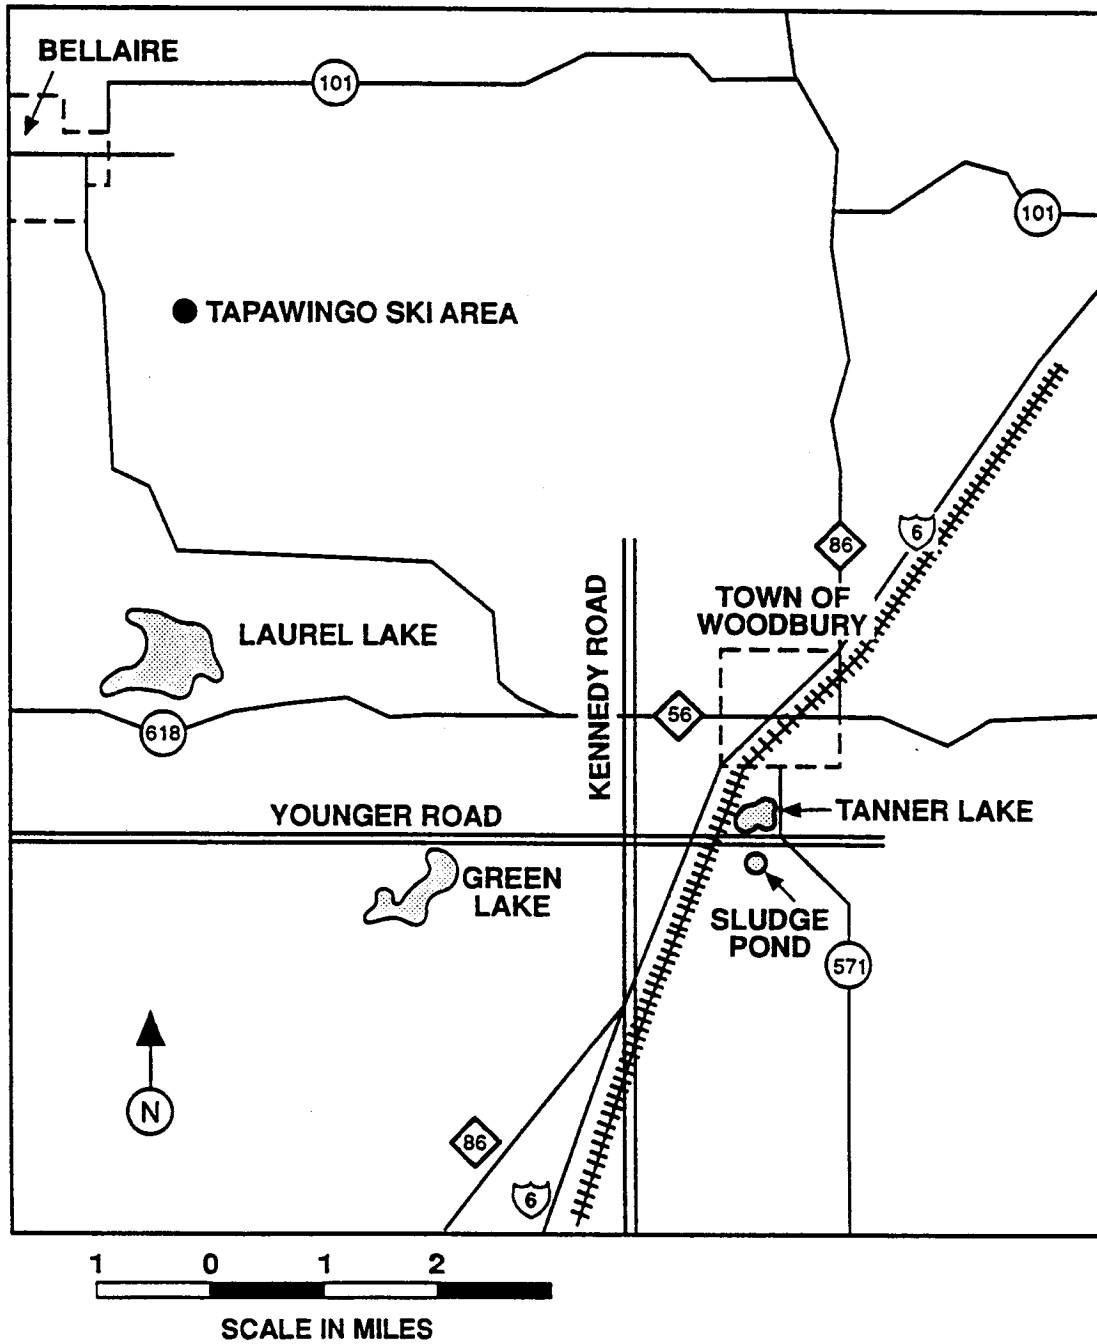 BELLAIRE
101
101
TAPAWINGO SKI AREA
6
86
TOWN OF
WOODBURY
KENNEDY ROAD
LAUREL LAKE
56
618
YOUNGER ROAD
TANNER LAKE
GREEN
LAKE
SLUDGE
POND
571
N
86
6
1 0 1 2
SCALE IN MILES